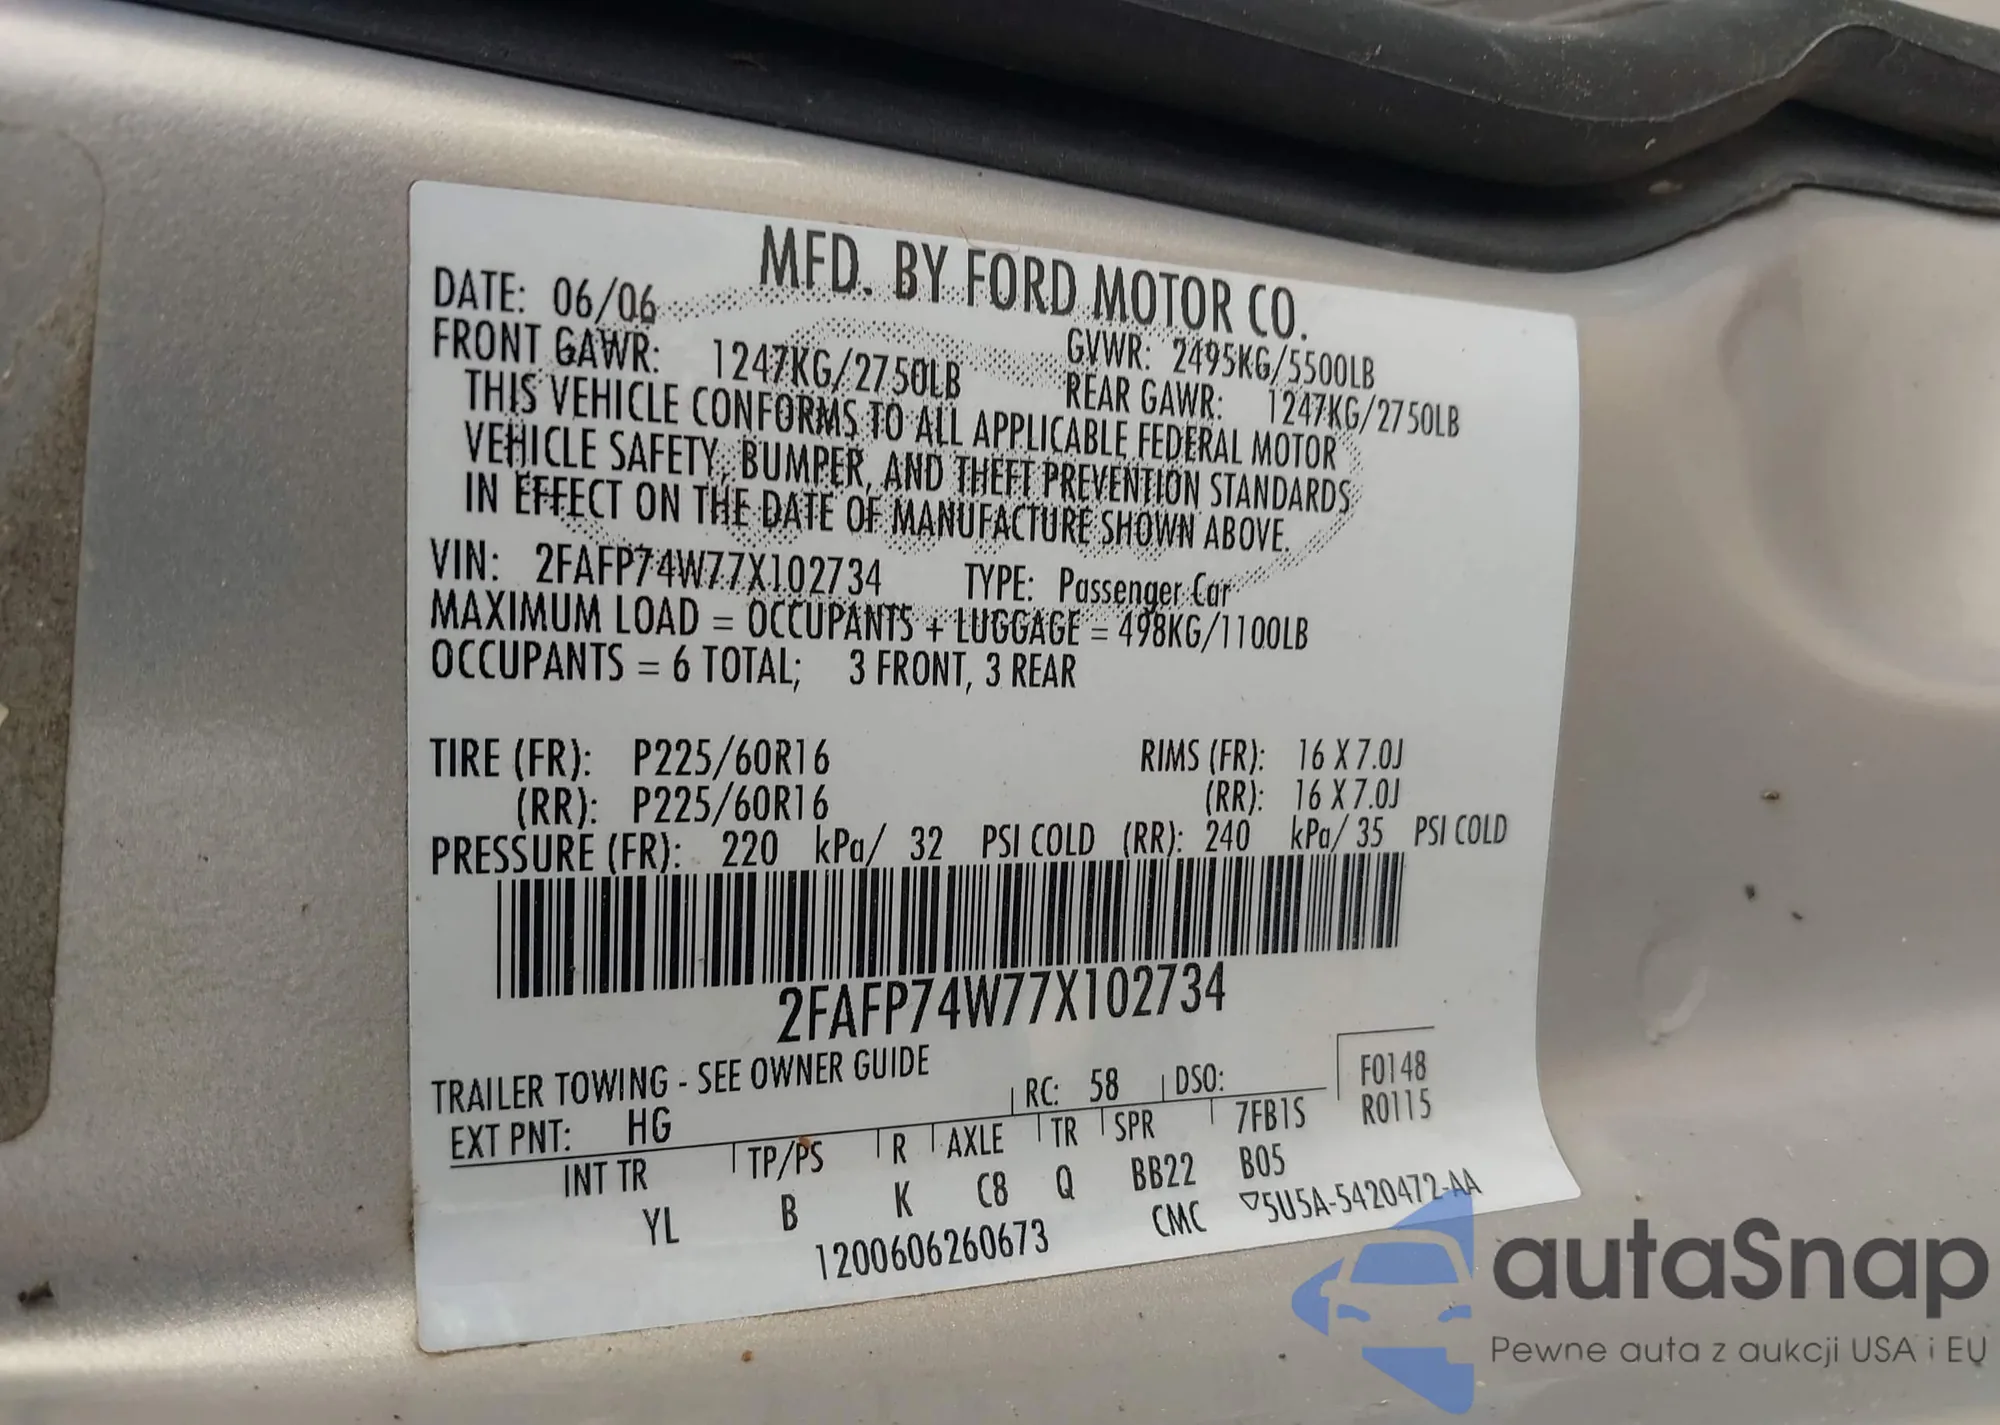 MFD. BY FORD MOTOR CO.
DATE: 06/06
GVWR: 2495KG/5500LB
FRONT GAWR: 1247KG/2750LB
REAR GAWR: 1247KG/2750LB
THIS VEHICLE CONFORMS TO ALL APPLICABLE FEDERAL MOTOR
VEHICLE SAFETY, BUMPER, AND THEFT PREVENTION STANDARDS
IN EFFECT ON THE DATE OF MANUFACTURE SHOWN ABOVE.
VIN: 2FAFP74W77X102734 TYPE: Passenger Car
MAXIMUM LOAD = OCCUPANTS + LUGGAGE = 498KG/1100LB
OCCUPANTS = 6 TOTAL; 3 FRONT, 3 REAR
TIRE (FR): P225/60R16 RIMS (FR): 16 X 7.0J
(RR): P225/60R16 (RR): 16 X 7.0J
PRESSURE (FR): 220 kPa/ 32 PSI COLD (RR): 240 kPa/ 35 PSI COLD
2FAFP74W77X102734
TRAILER TOWING - SEE OWNER GUIDE
F0148
EXT PNT: HG RC: 58 DSO:
R0115
INT TR TP/PS R AXLE TR SPR 7FB1S
YL B K C8 Q BB22 B05
1200606260673 CMC ▽5U5A-5420472-AA
autaSnap
Pewne auta z aukcji USA i EU